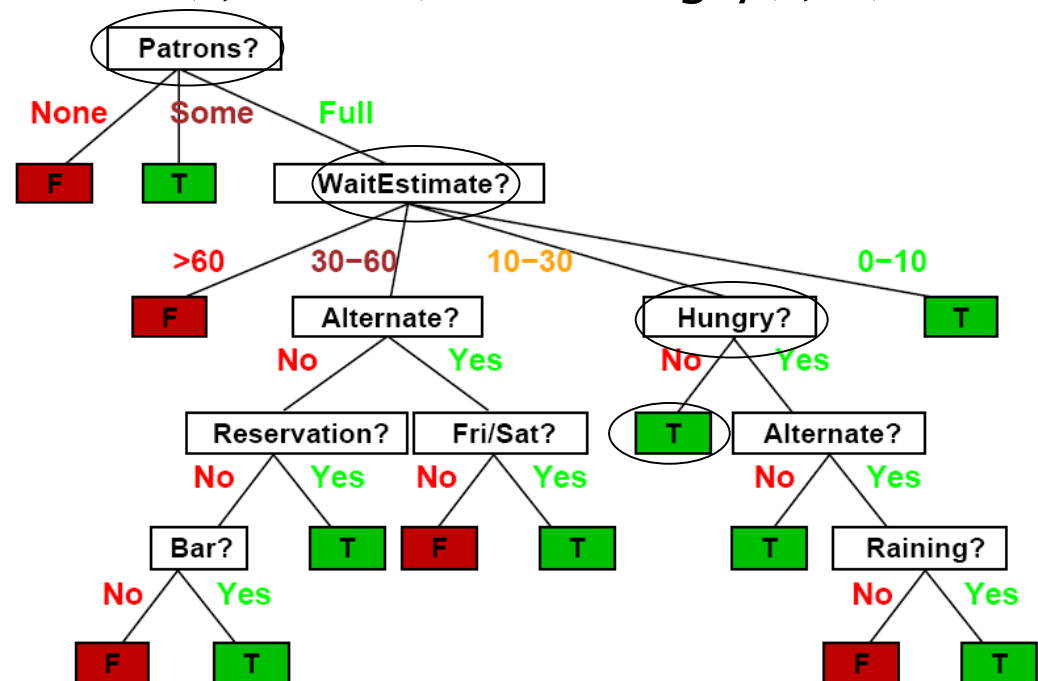 Patrons?
None Some Full
F T WaitEstimate?
>60 30−60 10−30 0−10
F Alternate? Hungry? T
No Yes No Yes
Reservation? Fri/Sat? T Alternate?
No Yes No Yes No Yes
Bar? T F T T Raining?
No Yes No Yes
F T F T